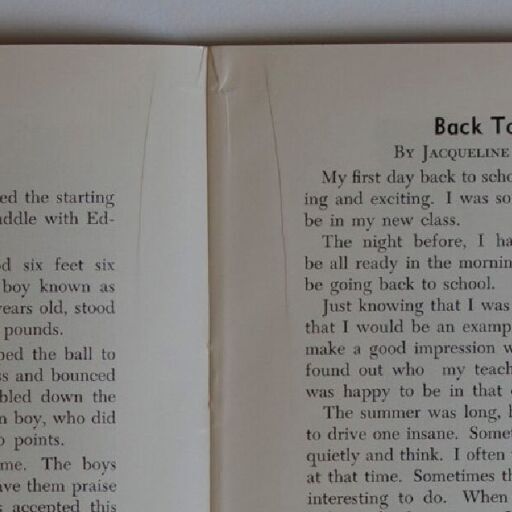 ed the starting
uddle with Ed-
d six feet six
boy known as
years old, stood
pounds.
ped the ball to
ss and bounced
bled down the
n boy, who did
o points.
me. The boys
ave them praise
s accepted this
Back To
BY JACQUELINE
My first day back to scho
ing and exciting. I was so
be in my new class.
The night before, I ha
be all ready in the mornin
be going back to school.
Just knowing that I was
that I would be an examp
make a good impression w
found out who my teach
was happy to be in that
The summer was long, h
to drive one insane. Somet
quietly and think. I often
at that time. Sometimes th
interesting to do. When